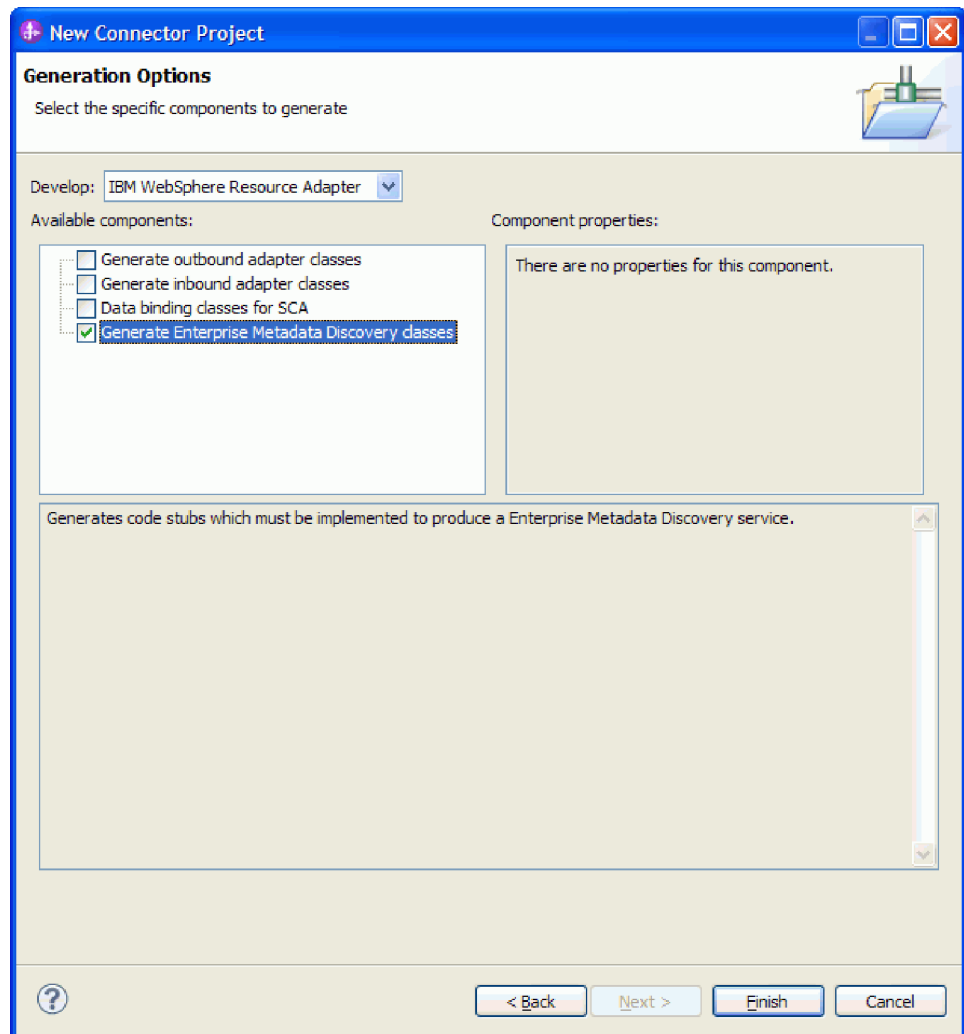 New Connector Project
Generation Options
Select the specific components to generate
Develop: IBM WebSphere Resource Adapter
Available components:
Component properties:
Generate outbound adapter classes
Generate inbound adapter classes
Data binding classes for SCA
Generate Enterprise Metadata Discovery classes
There are no properties for this component.
Generates code stubs which must be implemented to produce a Enterprise Metadata Discovery service.
?
< Back
Next >
Finish
Cancel